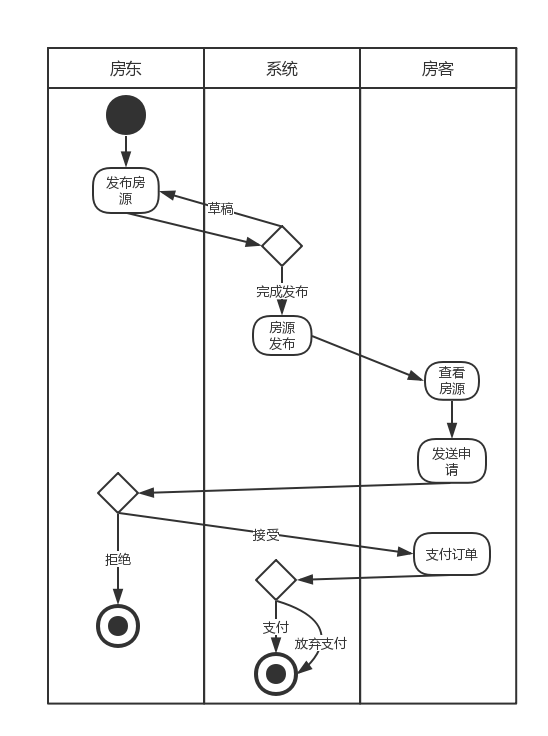 房东
系统
房客
发布房
源
草稿
完成发布
房源
发布
查看
房源
发送申
请
接受
支付订单
拒绝
支付
放弃支付